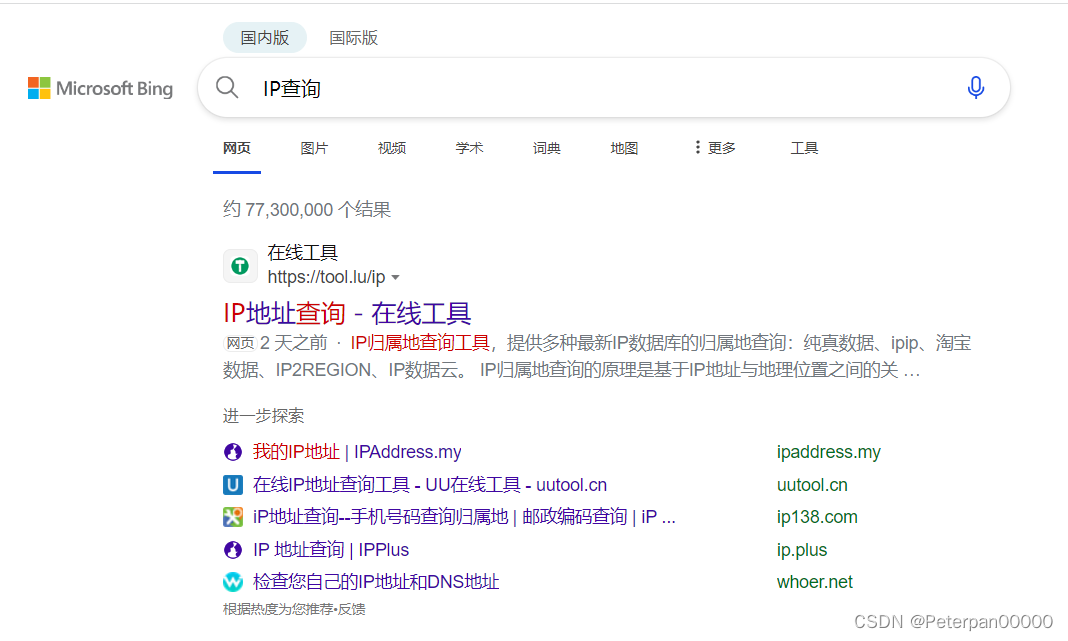 国内版 国际版
Microsoft Bing
IP查询
网页 图片 视频 学术 词典 地图 更多 工具
约 77,300,000 个结果
在线工具
https://tool.lu/ip
IP地址查询 - 在线工具
网页 2 天之前 · IP归属地查询工具，提供多种最新IP数据库的归属地查询：纯真数据、ipip、淘宝
数据、IP2REGION、IP数据云。 IP归属地查询的原理是基于IP地址与地理位置之间的关 …
进一步探索
我的IP地址 | IPAddress.my ipaddress.my
在线IP地址查询工具 - UU在线工具 - uutool.cn uutool.cn
iP地址查询--手机号码查询归属地 | 邮政编码查询 | iP ... ip138.com
IP 地址查询 | IPPlus ip.plus
检查您自己的IP地址和DNS地址 whoer.net
根据热度为您推荐•反馈
CSDN @Peterpan00000